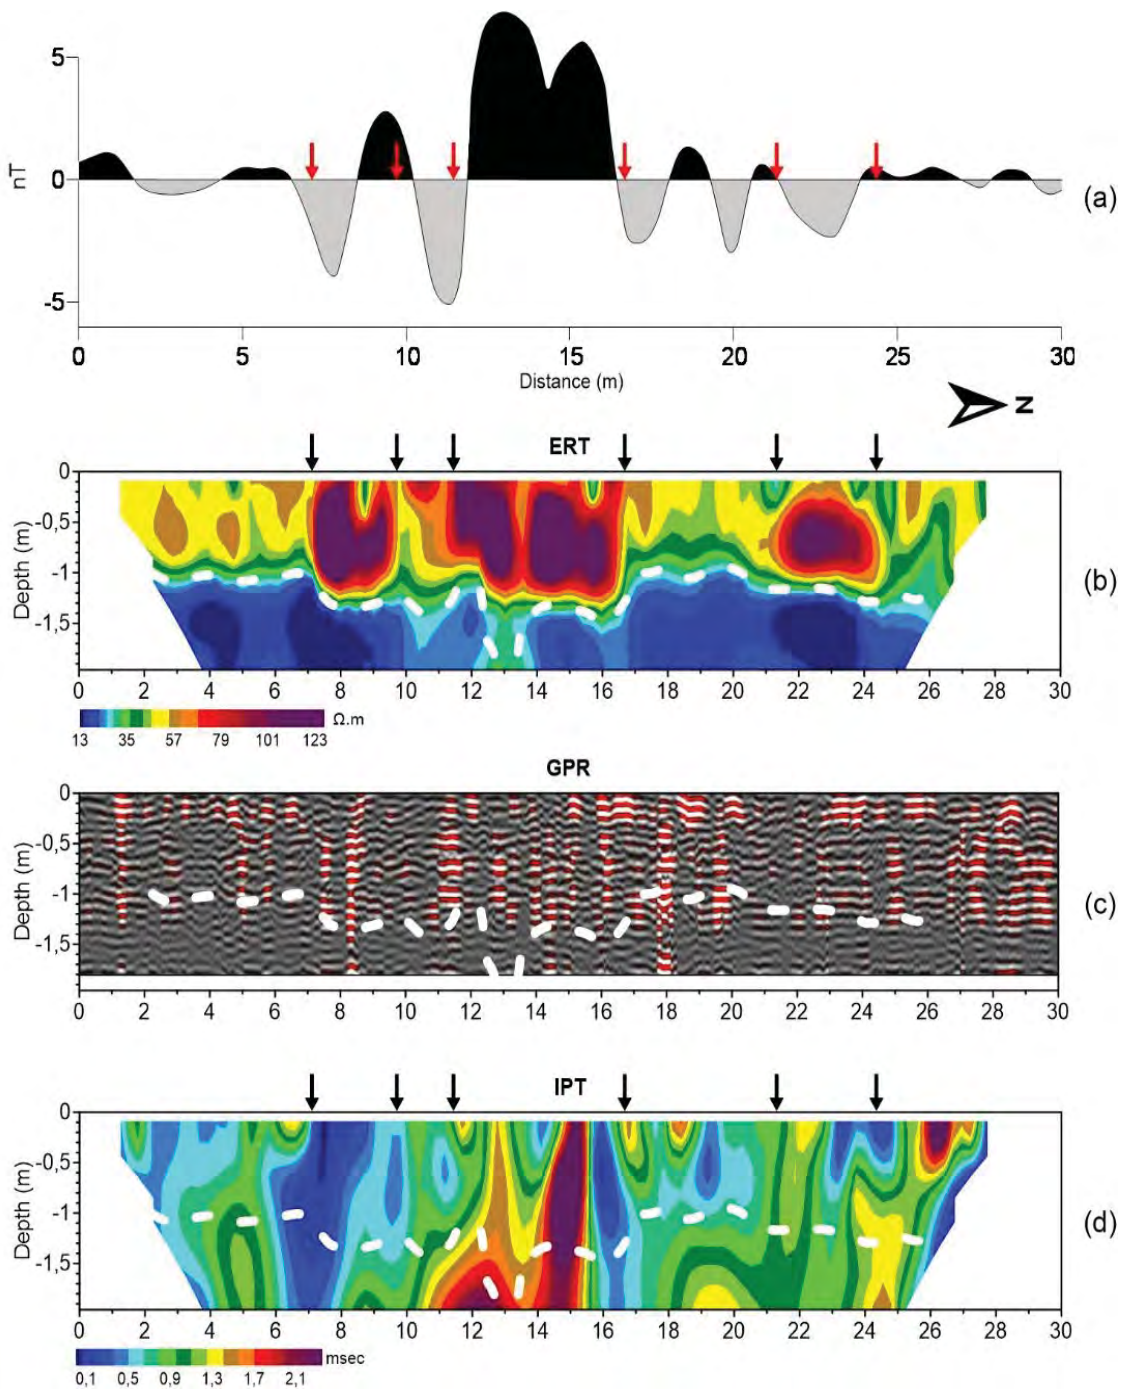 5
0
-5
nT
(a)
0 5 10 15 20 25 30
Distance (m)
N
ERT
0
-0,5
-1
-1,5
Depth (m)
(b)
0 2 4 6 8 10 12 14 16 18 20 22 24 26 28 30
Ω.m
13 35 57 79 101 123
GPR
0
-0,5
-1
-1,5
Depth (m)
(c)
0 2 4 6 8 10 12 14 16 18 20 22 24 26 28 30
IPT
0
-0,5
-1
-1,5
Depth (m)
(d)
0 2 4 6 8 10 12 14 16 18 20 22 24 26 28 30
msec
0,1 0,5 0,9 1,3 1,7 2,1